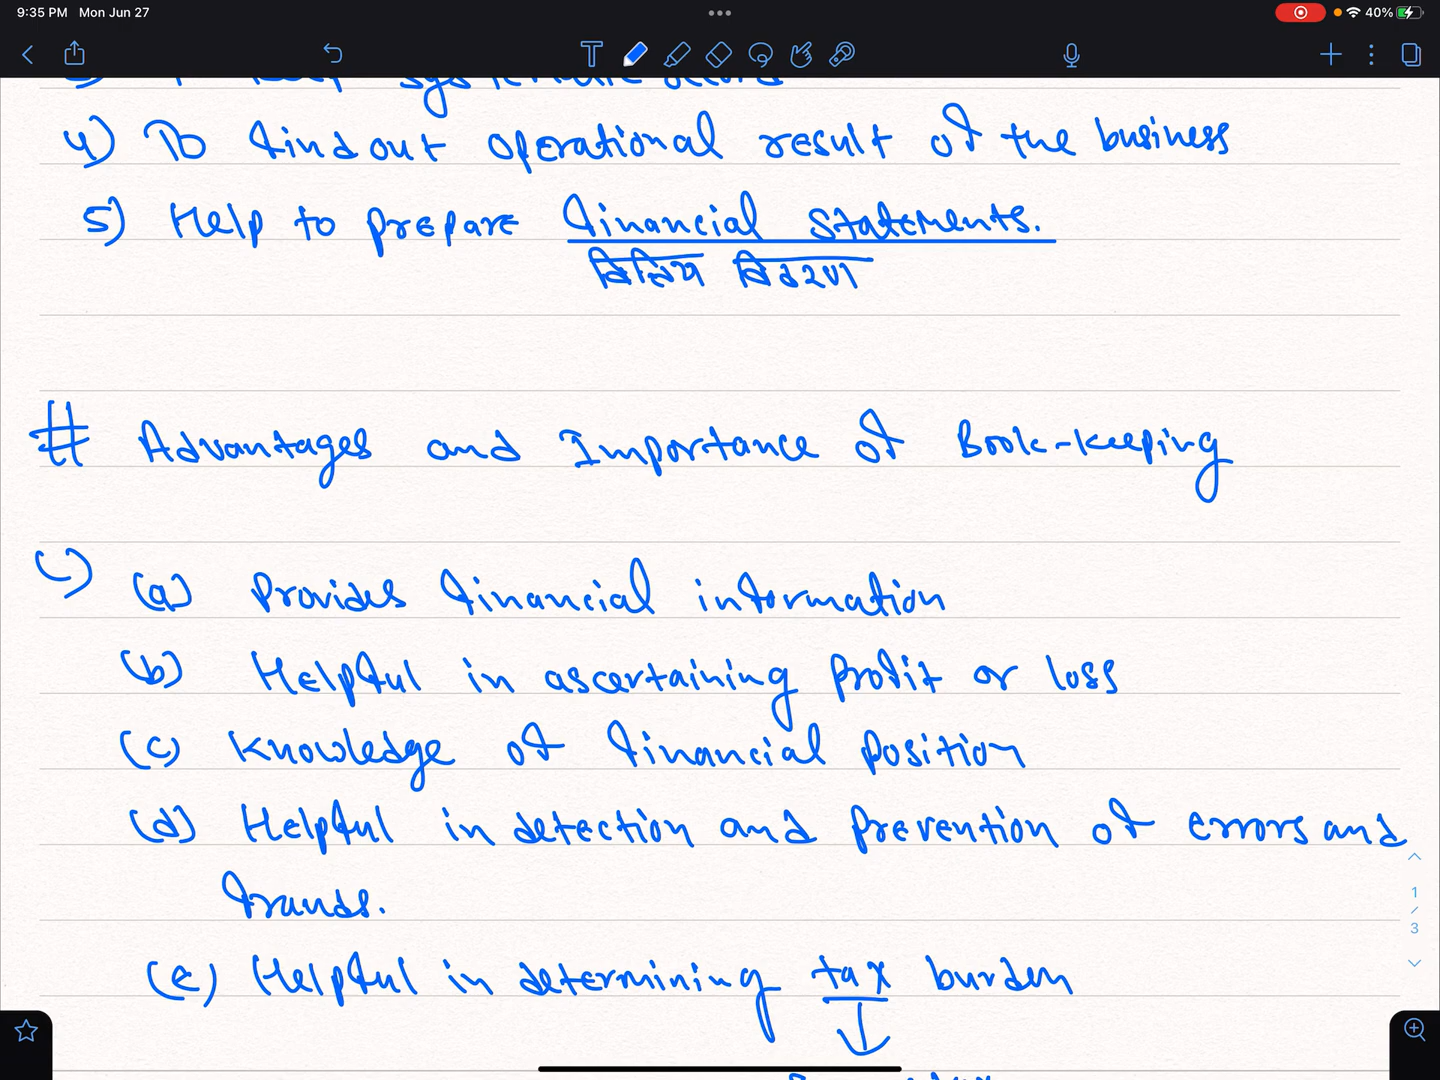 9:35 PM Mon Jun 27
40%
4) To find out operational result of the business
5) Help to prepare financial statements.
वित्तिय विवरण
# Advantages and Importance of Book-keeping
(a) Provides financial information
(b) Helpful in ascertaining profit or loss
(c) Knowledge of financial position
(d) Helpful in detection and prevention of errors and
frauds.
1
/
3
(e) Helpful in determining tax burden